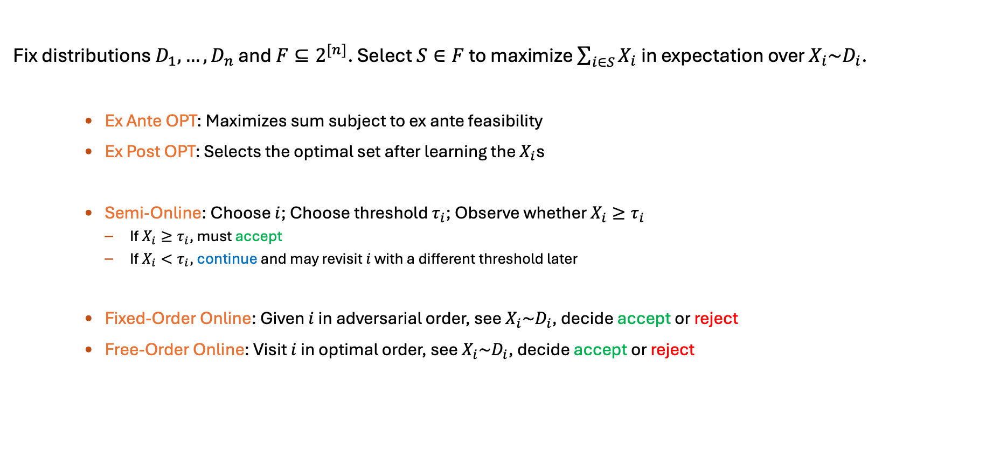 Fix distributions $D_1, \ldots, D_n$ and $F \subseteq 2^{[n]}$. Select $S \in F$ to maximize $\sum_{i \in S} X_i$ in expectation over $X_i \sim D_i$.
• Ex Ante OPT: Maximizes sum subject to ex ante feasibility
• Ex Post OPT: Selects the optimal set after learning the $X_i$s
• Semi-Online: Choose $i$; Choose threshold $\tau_i$; Observe whether $X_i \geq \tau_i$
– If $X_i \geq \tau_i$, must accept
– If $X_i < \tau_i$, continue and may revisit $i$ with a different threshold later
• Fixed-Order Online: Given $i$ in adversarial order, see $X_i \sim D_i$, decide accept or reject
• Free-Order Online: Visit $i$ in optimal order, see $X_i \sim D_i$, decide accept or reject